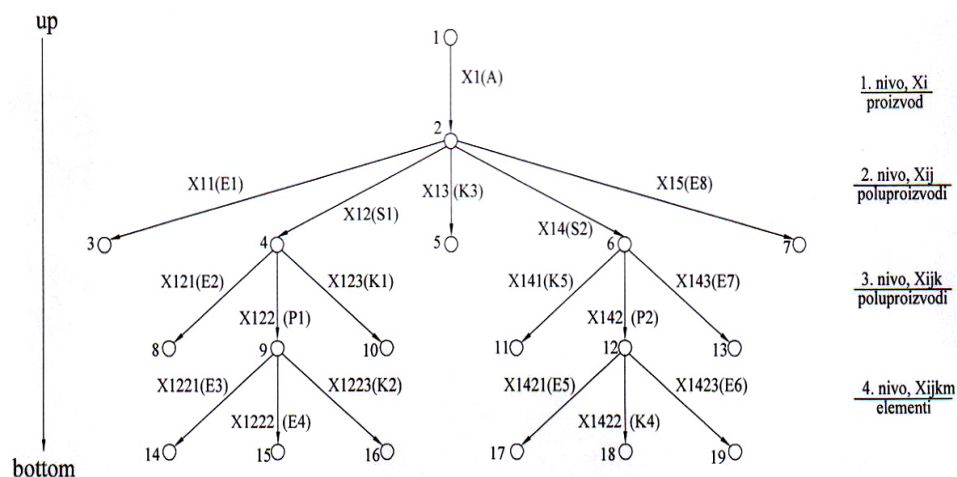 up
1
X1(A)
1. nivo, Xi
proizvod
2
X11(E1)
X12(S1)
X13 (K3)
X14(S2)
X15(E8)
2. nivo, Xij
poluproizvodi
3
4
5
6
7
X121(E2)
X122 (P1)
X123(K1)
X141(K5)
X142 (P2)
X143(E7)
3. nivo, Xijk
poluproizvodi
8
9
10
11
12
13
X1221(E3)
X1222 (E4)
X1223(K2)
X1421(E5)
X1422 (K4)
X1423(E6)
4. nivo, Xijkm
elementi
14
15
16
17
18
19
bottom